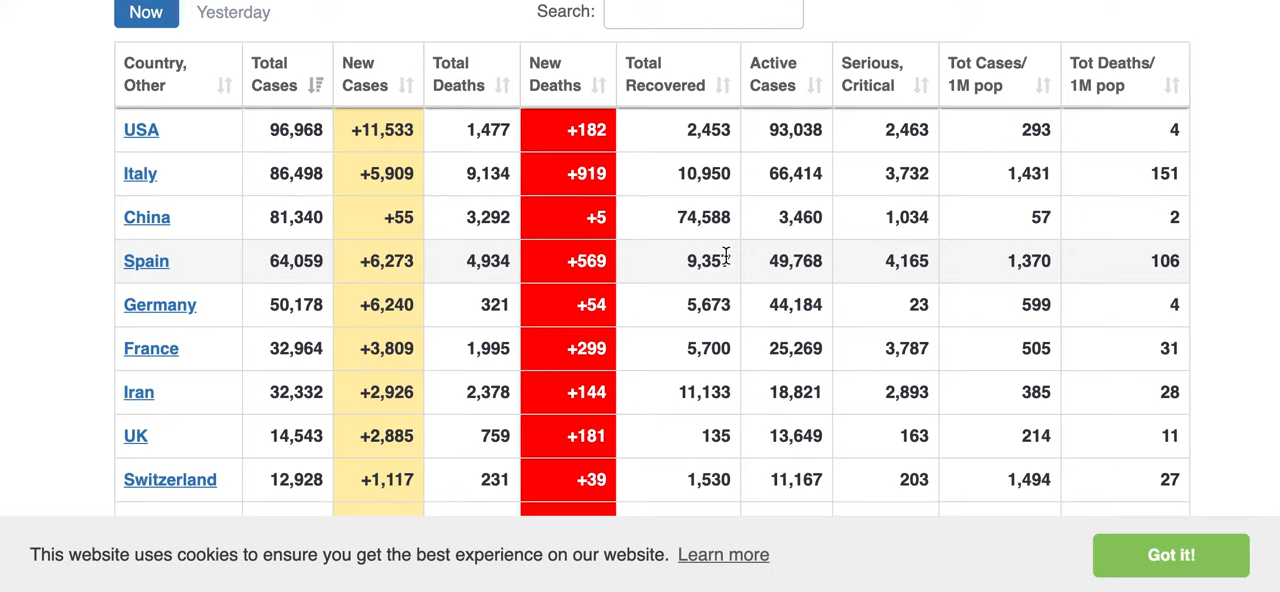 Now Yesterday Search:
Country, Other Total Cases New Cases Total Deaths New Deaths Total Recovered Active Cases Serious, Critical Tot Cases/ 1M pop Tot Deaths/ 1M pop
USA 96,968 +11,533 1,477 +182 2,453 93,038 2,463 293 4
Italy 86,498 +5,909 9,134 +919 10,950 66,414 3,732 1,431 151
China 81,340 +55 3,292 +5 74,588 3,460 1,034 57 2
Spain 64,059 +6,273 4,934 +569 9,357 49,768 4,165 1,370 106
Germany 50,178 +6,240 321 +54 5,673 44,184 23 599 4
France 32,964 +3,809 1,995 +299 5,700 25,269 3,787 505 31
Iran 32,332 +2,926 2,378 +144 11,133 18,821 2,893 385 28
UK 14,543 +2,885 759 +181 135 13,649 163 214 11
Switzerland 12,928 +1,117 231 +39 1,530 11,167 203 1,494 27
This website uses cookies to ensure you get the best experience on our website. Learn more Got it!